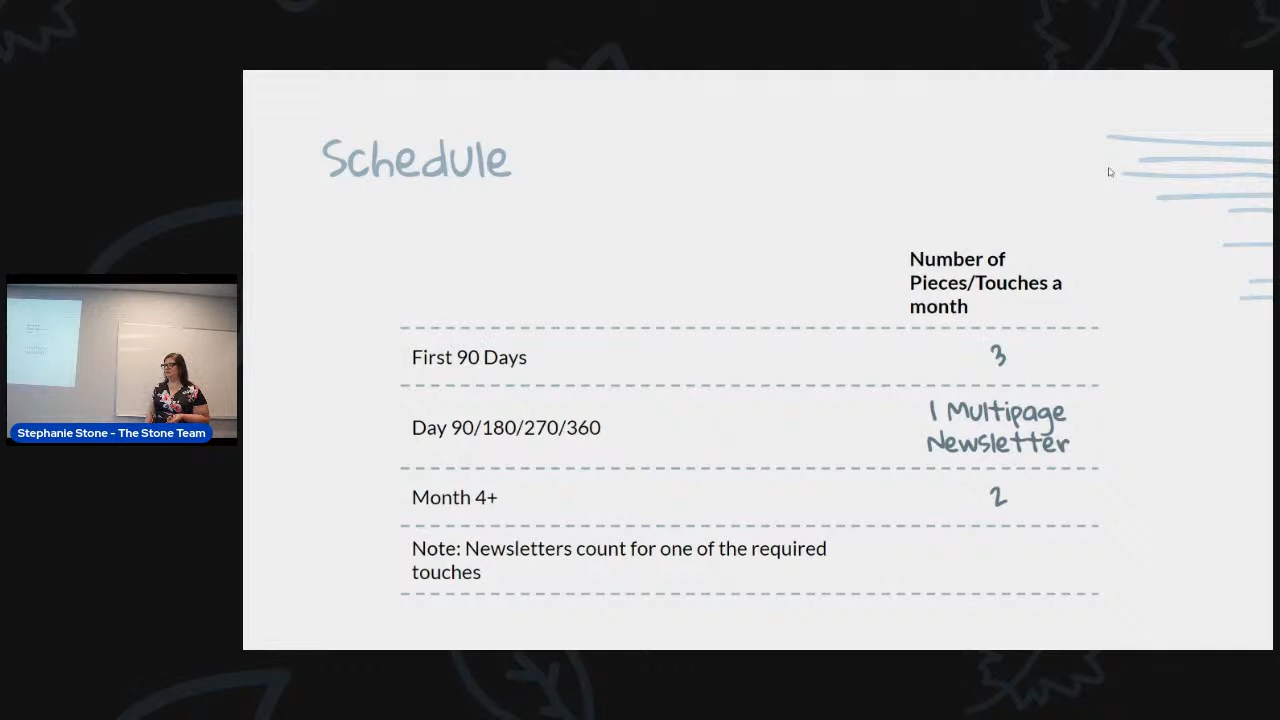 Schedule
Number of
Pieces/Touches a
month
First 90 Days
3
Day 90/180/270/360
1 Multipage
Newsletter
Month 4+
2
Note: Newsletters count for one of the required
touches
Stephanie Stone - The Stone Team